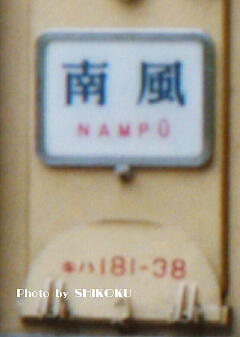 南風
NAMPŪ
キハ181-38
Photo by SHIKOKU